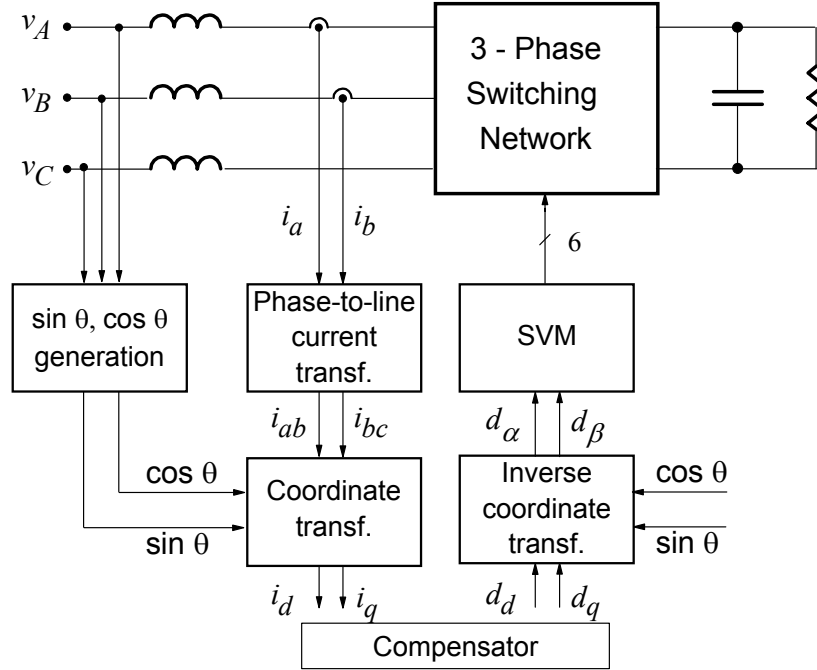 v_A
v_B
v_C
3 - Phase
Switching
Network
i_a
i_b
6
sin θ, cos θ
generation
Phase-to-line
current
transf.
SVM
i_ab
i_bc
d_α
d_β
cos θ
sin θ
Coordinate
transf.
Inverse
coordinate
transf.
cos θ
sin θ
i_d
i_q
d_d
d_q
Compensator